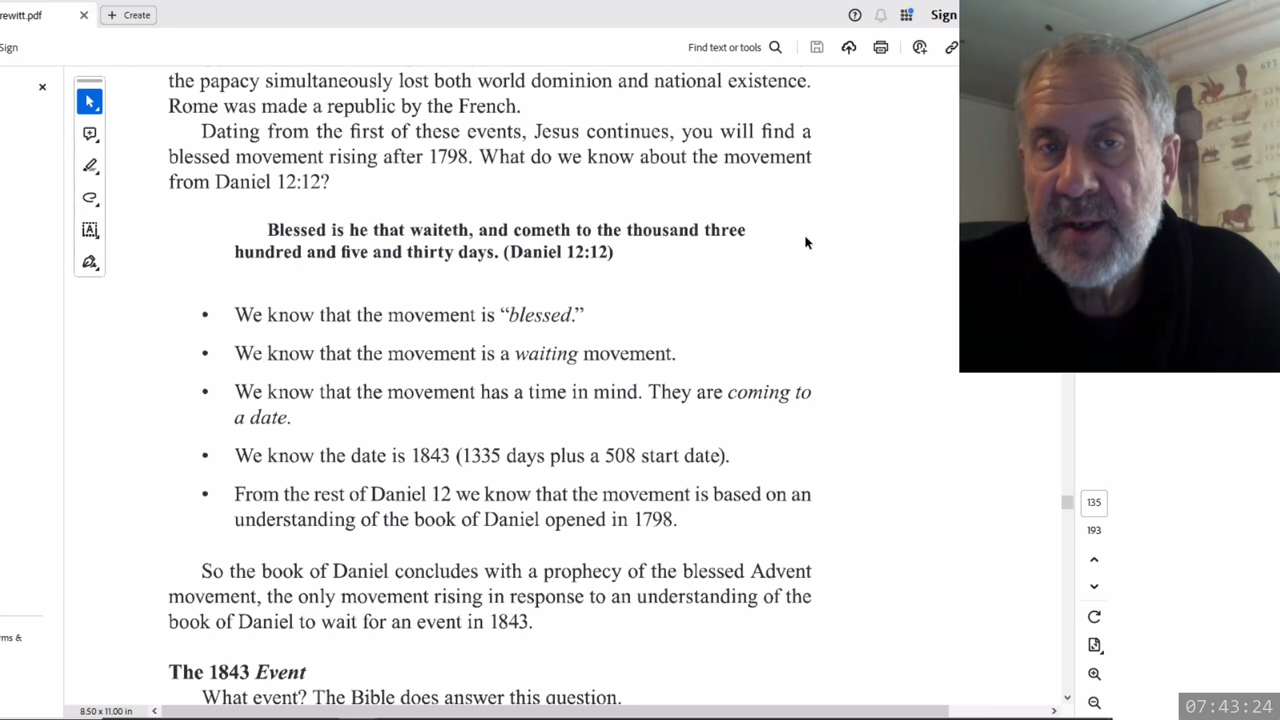 rewitt.pdf
Create
Sign
Sign
Find text or tools
the papacy simultaneously lost both world dominion and national existence.
Rome was made a republic by the French.
Dating from the first of these events, Jesus continues, you will find a
blessed movement rising after 1798. What do we know about the movement
from Daniel 12:12?
Blessed is he that waiteth, and cometh to the thousand three
hundred and five and thirty days. (Daniel 12:12)
• We know that the movement is “blessed.”
• We know that the movement is a waiting movement.
• We know that the movement has a time in mind. They are coming to
a date.
• We know the date is 1843 (1335 days plus a 508 start date).
• From the rest of Daniel 12 we know that the movement is based on an
understanding of the book of Daniel opened in 1798.
So the book of Daniel concludes with a prophecy of the blessed Advent
movement, the only movement rising in response to an understanding of the
book of Daniel to wait for an event in 1843.
The 1843 Event
What event? The Bible does answer this question.
135
193
rms &
8.50 x 11.00 in
07:43:24